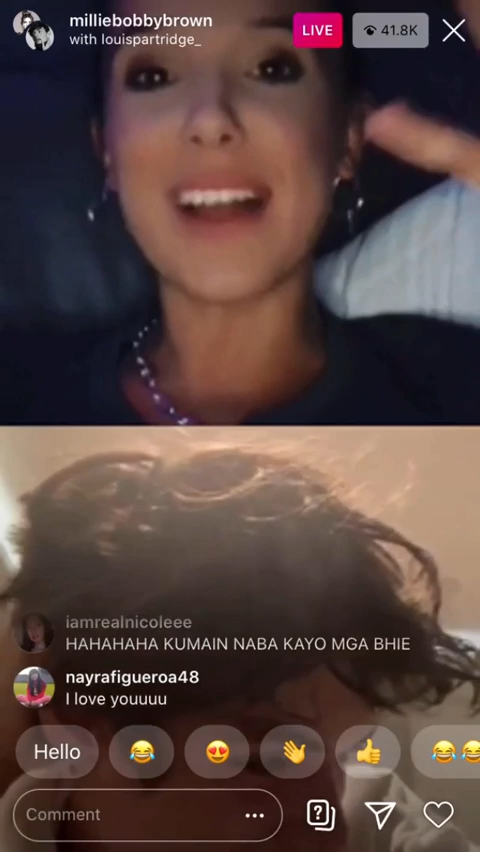 milliebobbybrown
with louispartridge_
LIVE
41.8K
iamrealnicoleee
HAHAHAHA KUMAIN NABA KAYO MGA BHIE
nayrafigueroa48
I love youuuu
Hello
Comment